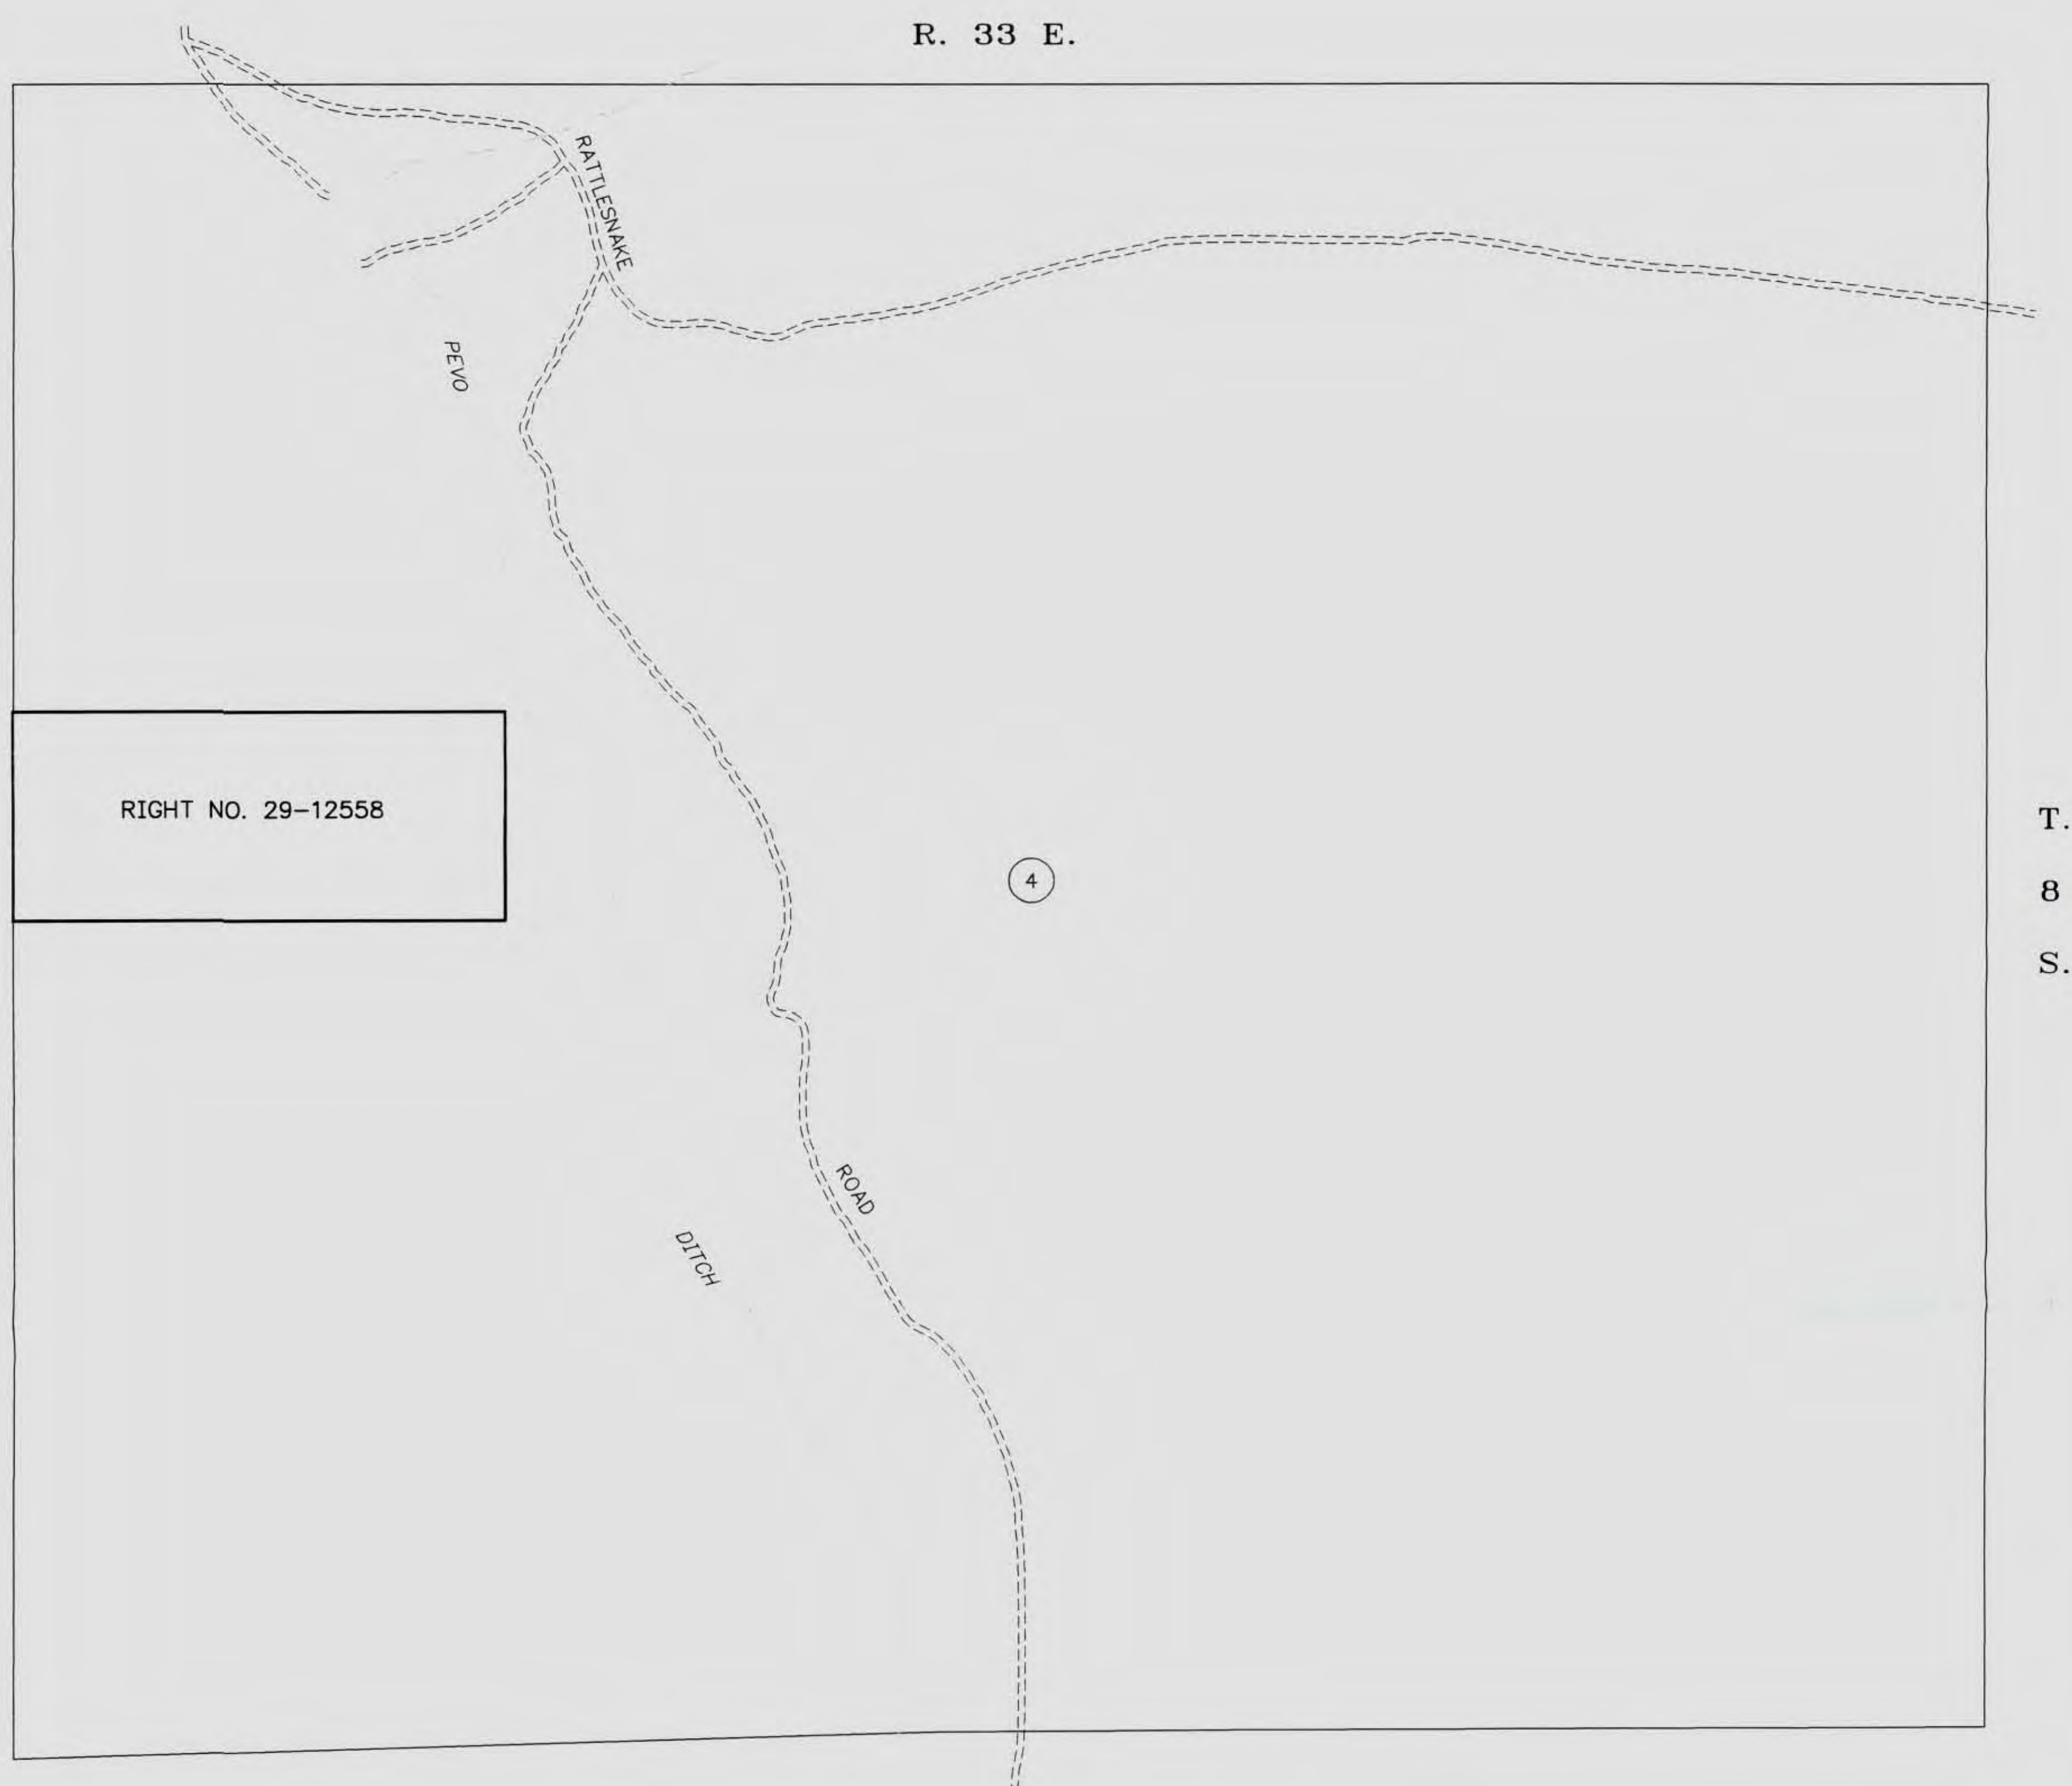 R. 33 E.
RATTLESNAKE
PEVO
RIGHT NO. 29-12558
T.
8
S.
4
ROAD
DITCH